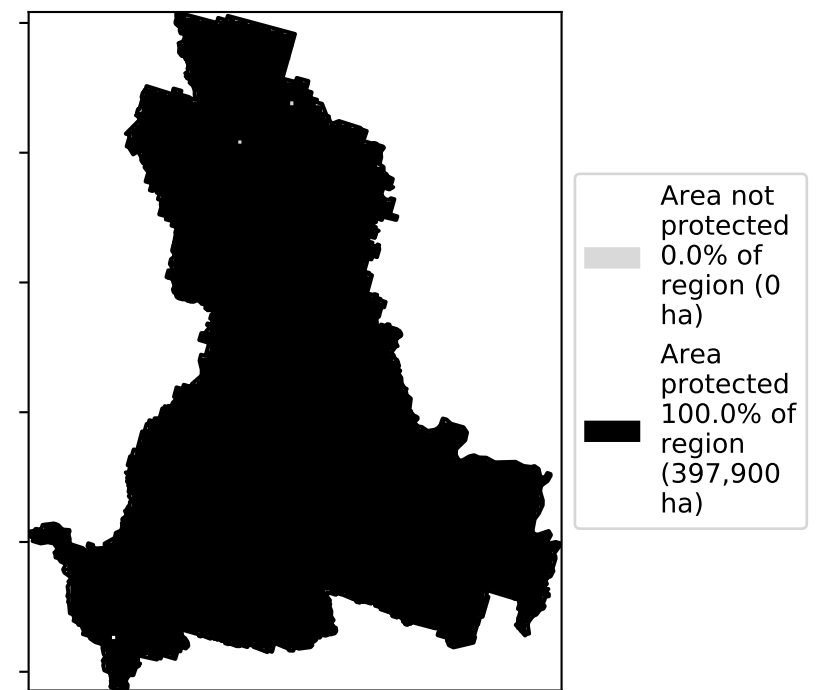 Area not
protected
0.0% of
region (0
ha)
Area
protected
100.0% of
region
(397,900
ha)